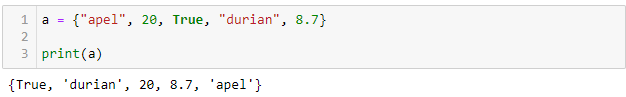 1 a = {"apel", 20, True, "durian", 8.7}
2
3 print(a)
{True, 'durian', 20, 8.7, 'apel'}